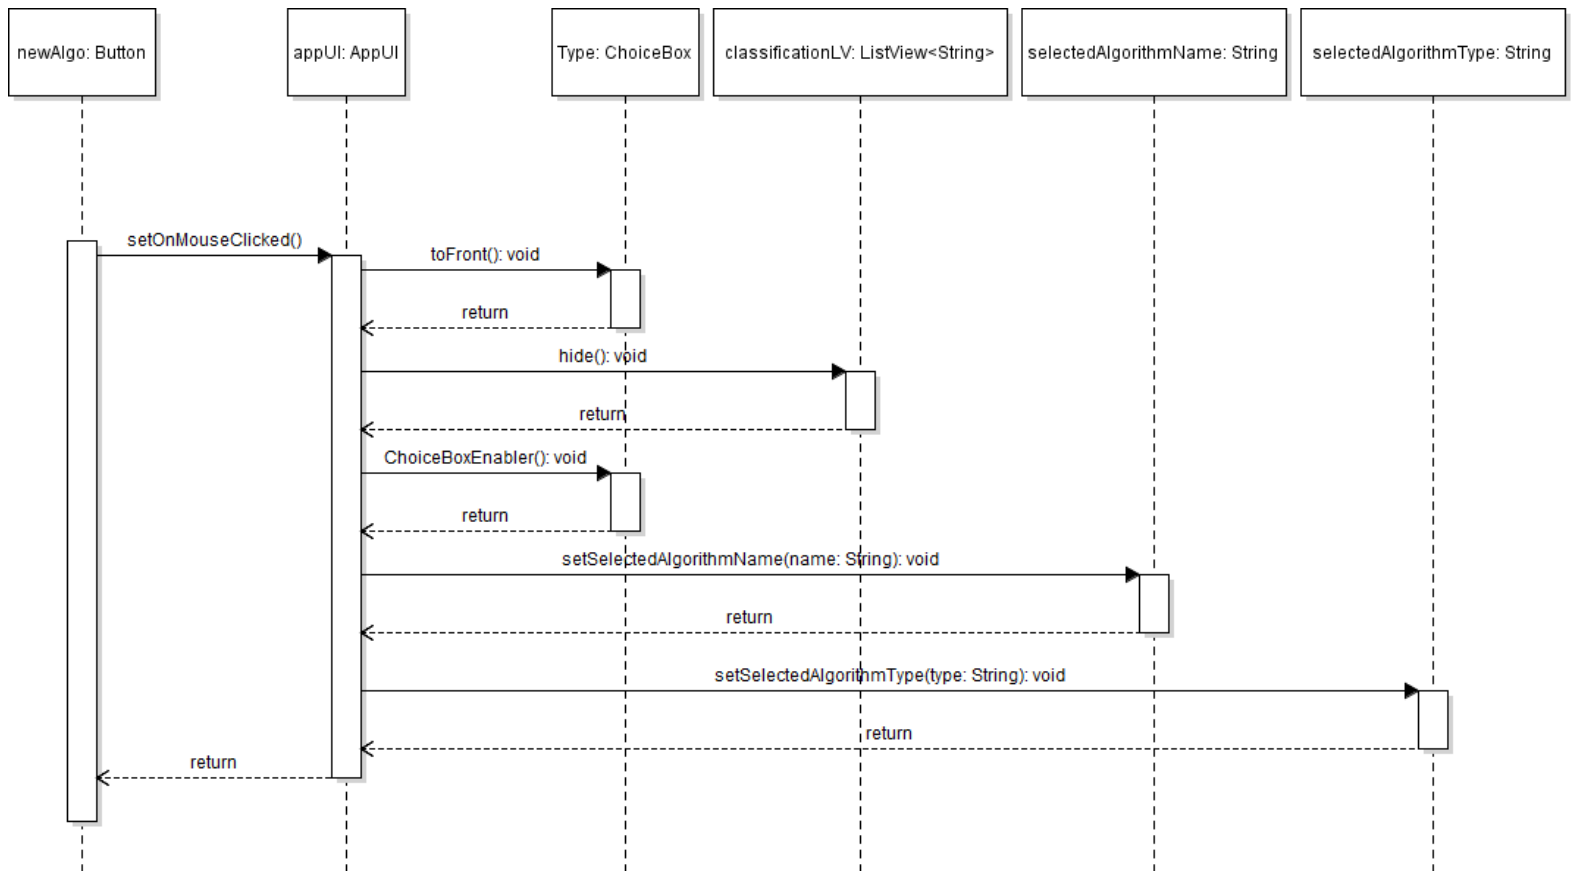 newAlgo: Button
appUI: AppUI
Type: ChoiceBox
classificationLV: ListView<String>
selectedAlgorithmName: String
selectedAlgorithmType: String
setOnMouseClicked()
toFront(): void
return
hide(): void
return
ChoiceBoxEnabler(): void
return
setSelectedAlgorithmName(name: String): void
return
setSelectedAlgorithmType(type: String): void
return
return